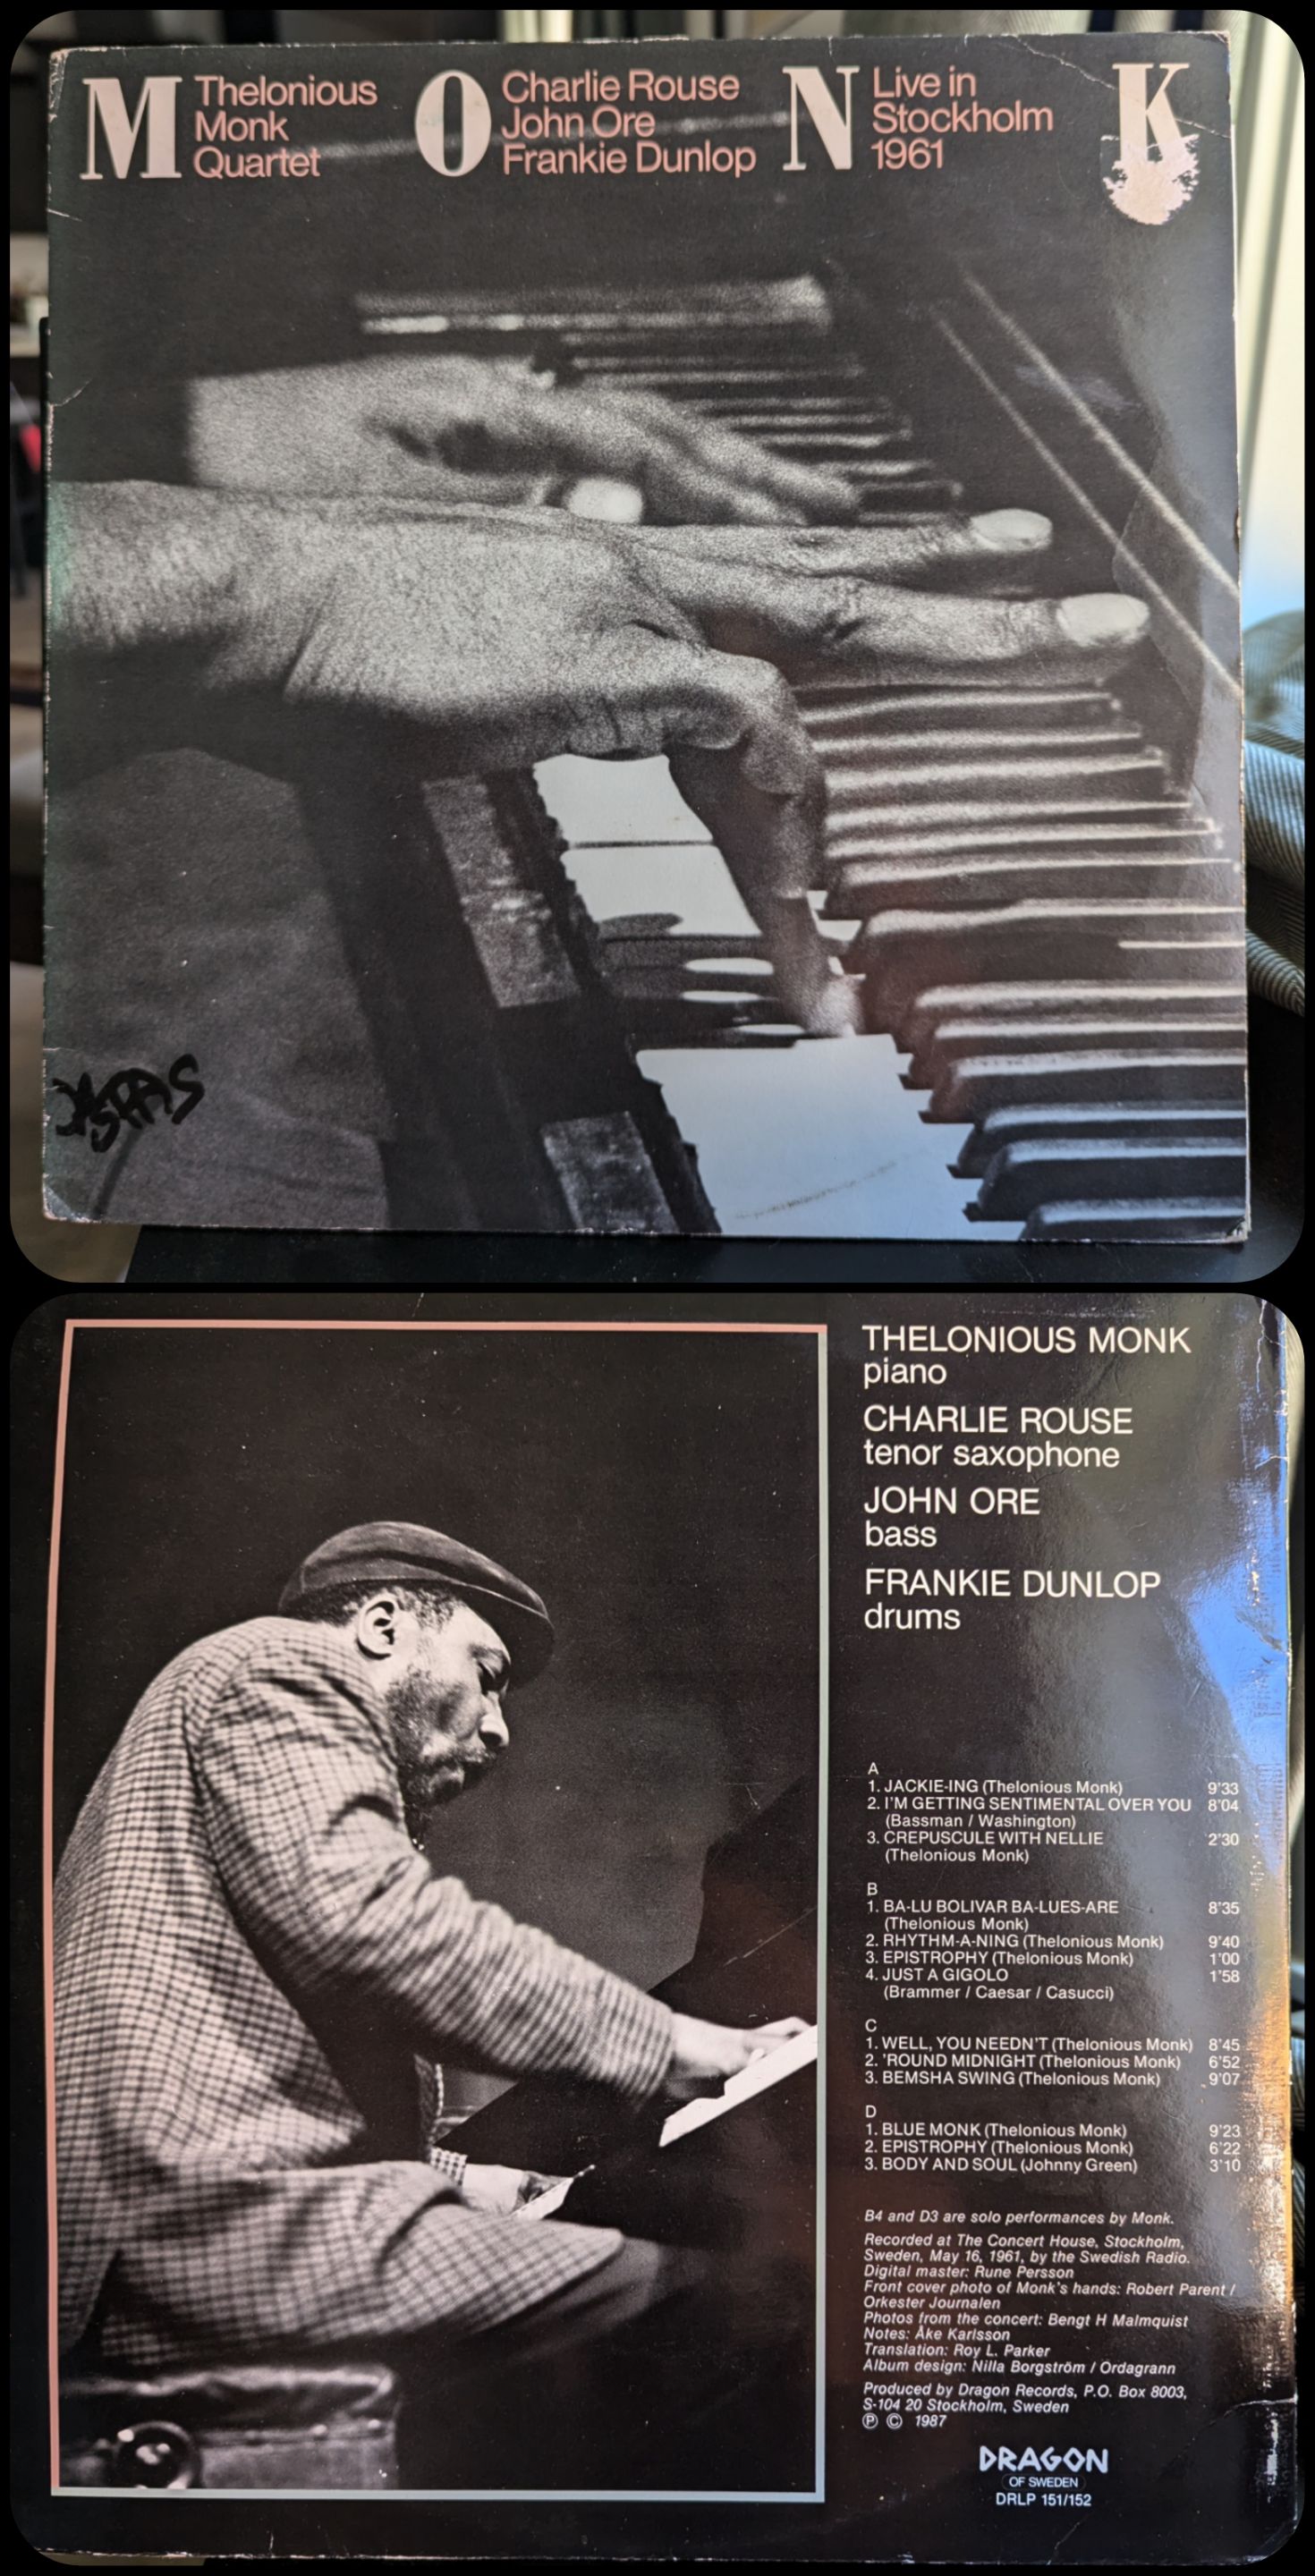 M
Thelonious
Monk
Quartet
O
Charlie Rouse
John Ore
Frankie Dunlop
N
Live in
Stockholm
1961
K
THELONIOUS MONK
piano
CHARLIE ROUSE
tenor saxophone
JOHN ORE
bass
FRANKIE DUNLOP
drums
A
1. JACKIE-ING (Thelonious Monk) 9'33
2. I'M GETTING SENTIMENTAL OVER YOU 8'04
(Bassman / Washington)
3. CREPUSCULE WITH NELLIE 2'30
(Thelonious Monk)
B
1. BA-LU BOLIVAR BA-LUES-ARE 8'35
(Thelonious Monk)
2. RHYTHM-A-NING (Thelonious Monk) 9'40
3. EPISTROPHY (Thelonious Monk) 1'00
4. JUST A GIGOLO 1'58
(Brammer / Caesar / Casucci)
C
1. WELL, YOU NEEDN'T (Thelonious Monk) 8'45
2. 'ROUND MIDNIGHT (Thelonious Monk) 6'52
3. BEMSHA SWING (Thelonious Monk) 9'07
D
1. BLUE MONK (Thelonious Monk) 9'23
2. EPISTROPHY (Thelonious Monk) 6'22
3. BODY AND SOUL (Johnny Green) 3'10
B4 and D3 are solo performances by Monk.
Recorded at The Concert House, Stockholm,
Sweden, May 16, 1961, by the Swedish Radio.
Digital master: Rune Persson
Front cover photo of Monk's hands: Robert Parent /
Orkester Journalen
Photos from the concert: Bengt H Malmquist
Notes: Åke Karlsson
Translation: Roy L. Parker
Album design: Nilla Borgström / Ordagrann
Produced by Dragon Records, P.O. Box 8003,
S-104 20 Stockholm, Sweden
Ⓟ © 1987
DRAGON
OF SWEDEN
DRLP 151/152